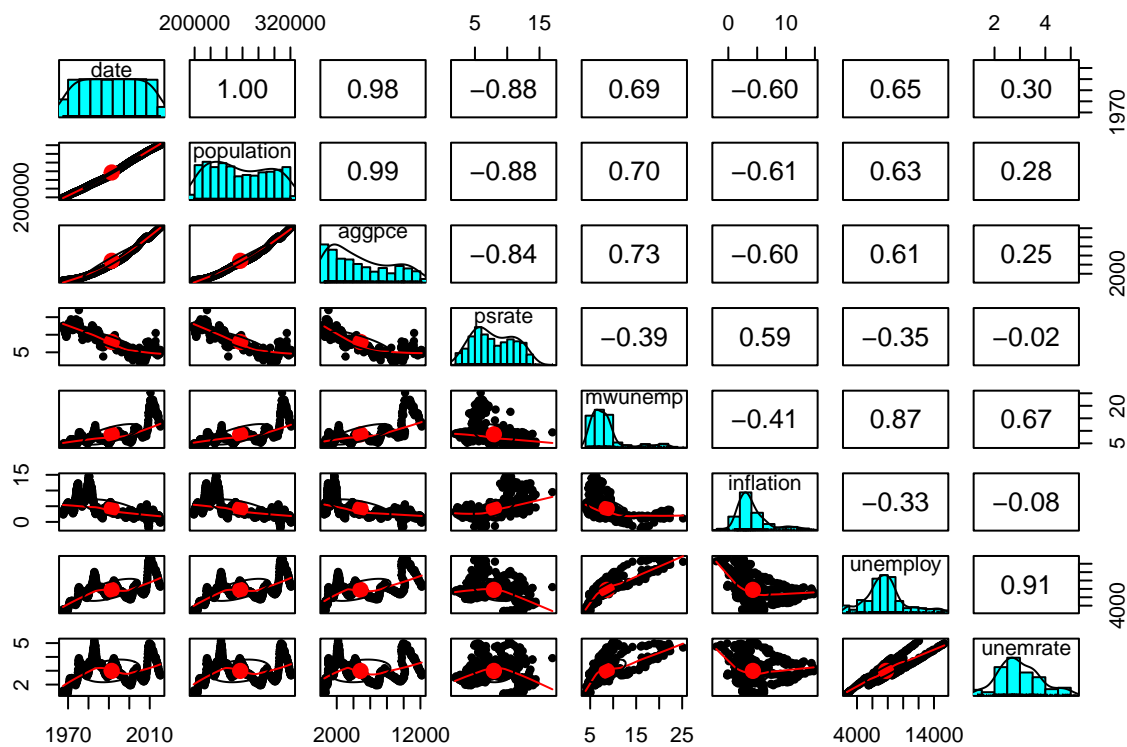 200000 320000 5 15 0 10 2 4
date 1.00 0.98 −0.88 0.69 −0.60 0.65 0.30 1970
200000 population 0.99 −0.88 0.70 −0.61 0.63 0.28
aggpce −0.84 0.73 −0.60 0.61 0.25 2000
5 psrate −0.39 0.59 −0.35 −0.02
mwunemp −0.41 0.87 0.67 5 20
0 15 inflation −0.33 −0.08
unemploy 0.91 4000
2 5 unemrate
1970 2010 2000 12000 5 15 25 4000 14000